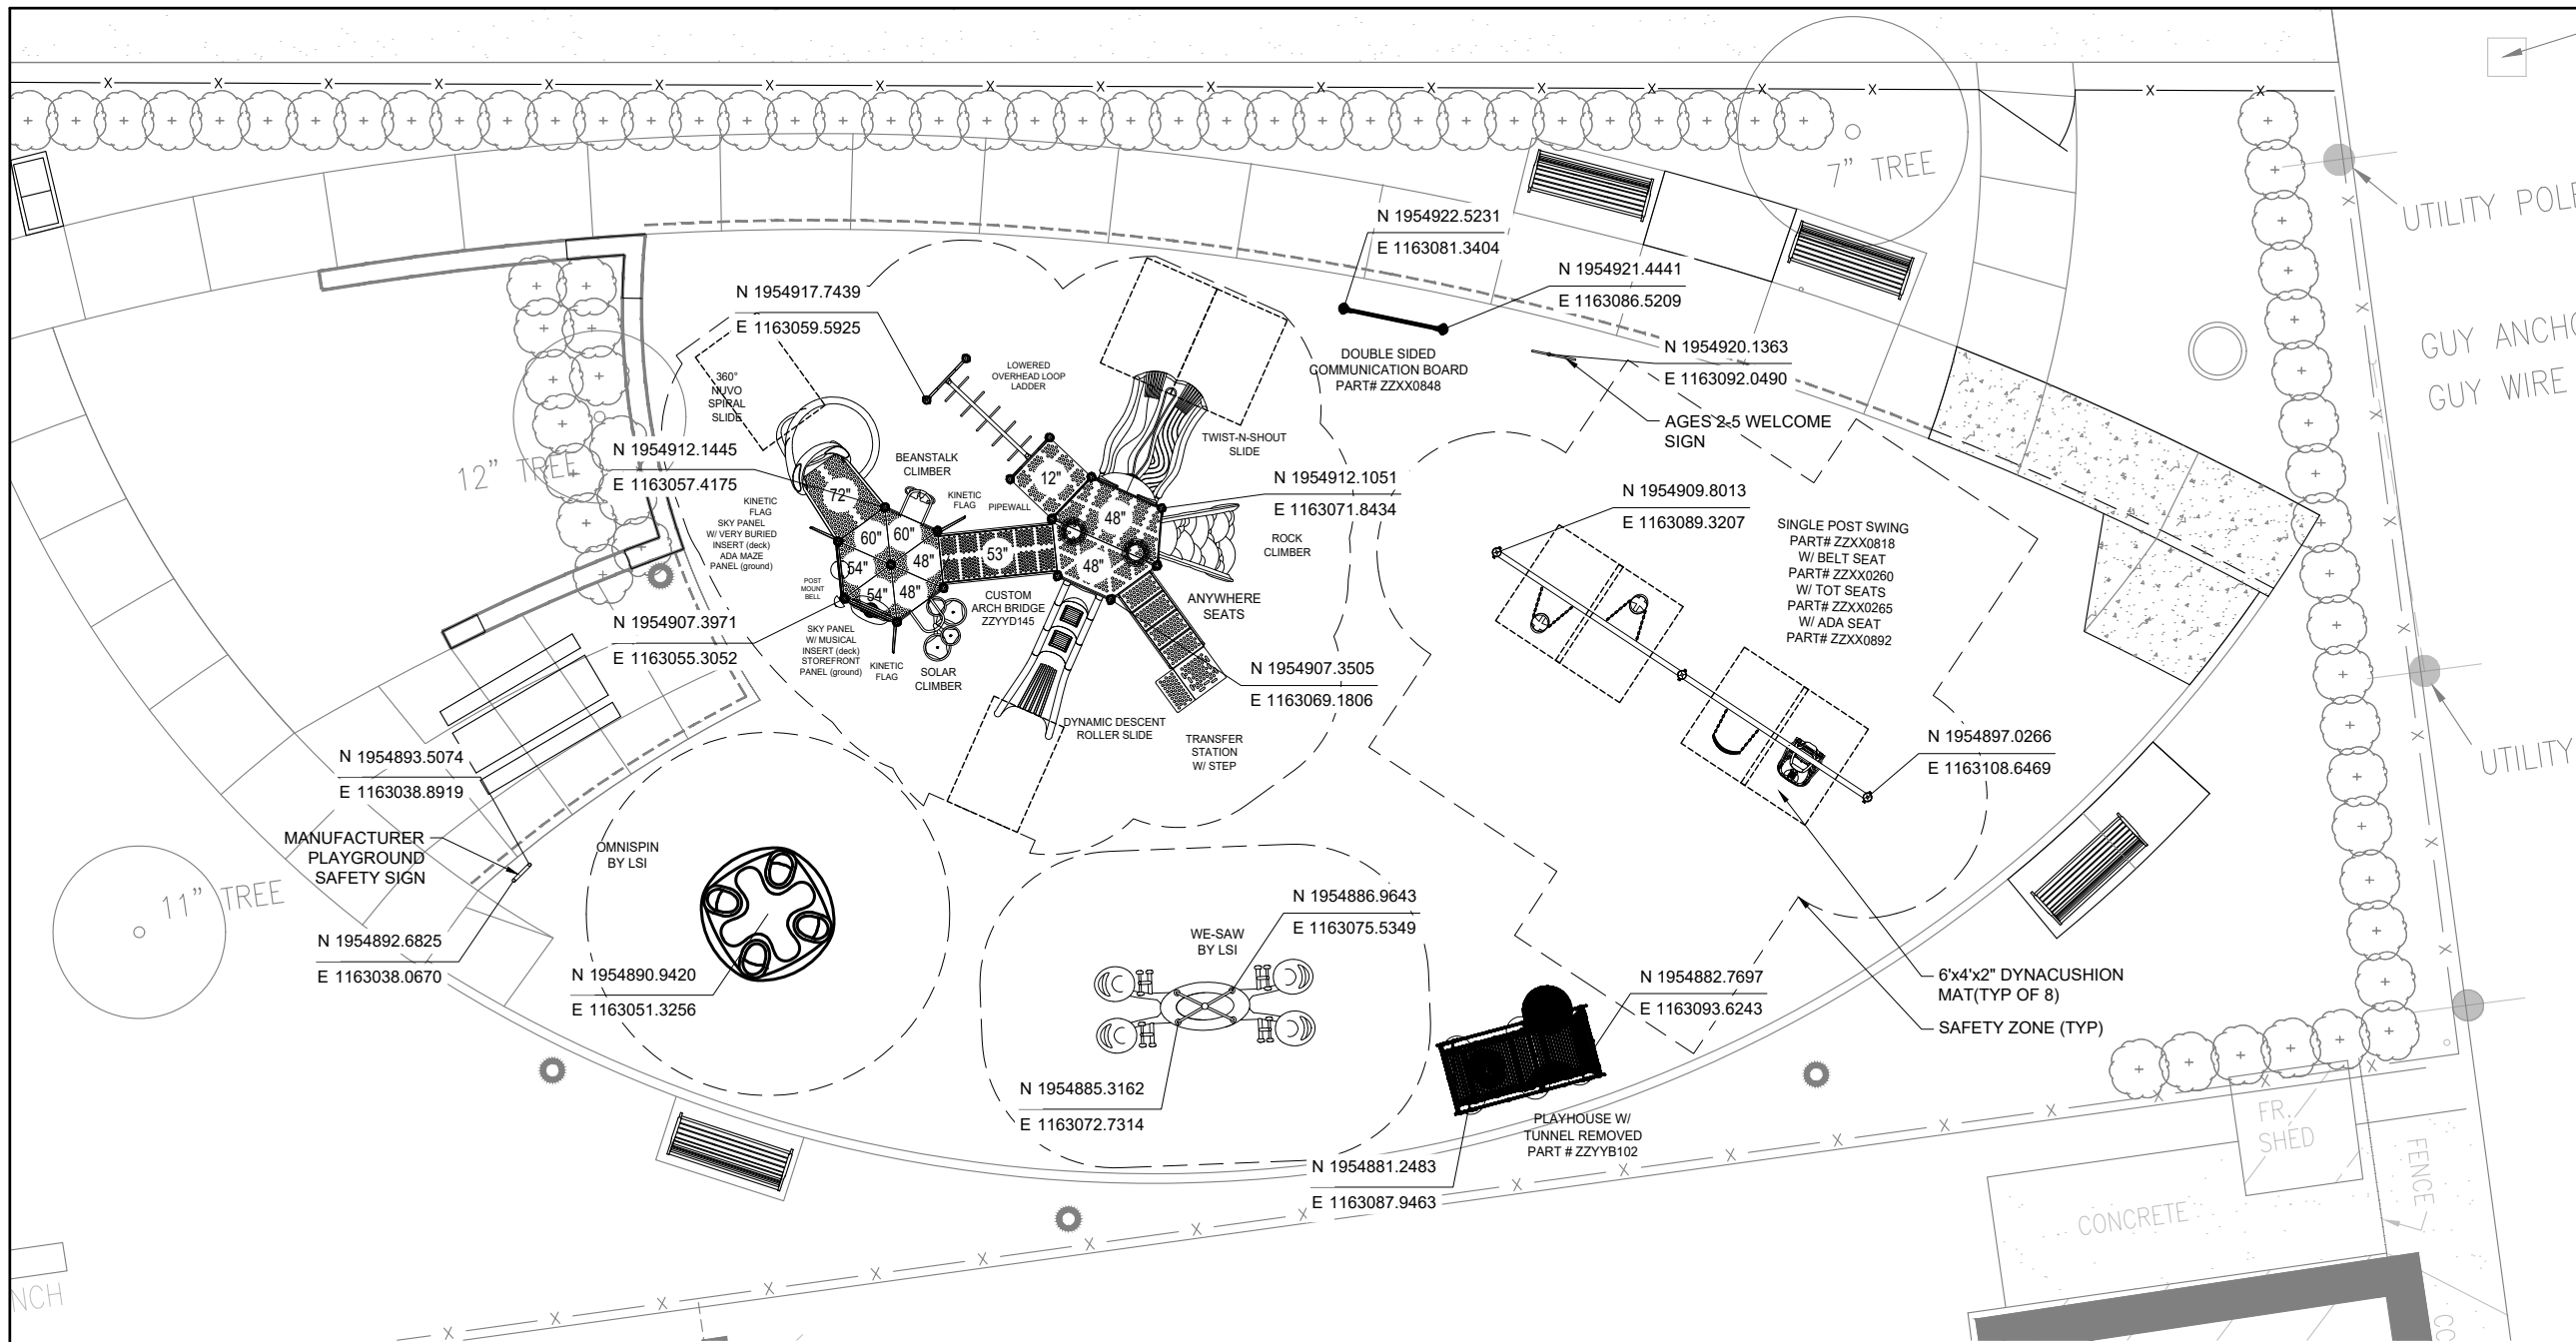 7" TREE
UTILITY POLE
N 1954922.5231
E 1163081.3404
N 1954921.4441
E 1163086.5209
N 1954917.7439
E 1163059.5925
GUY WIRE
N 1954920.1363
E 1163092.0490
DOUBLE SIDED
COMMUNICATION BOARD
PART# ZZXX0848
LOWERED
OVERHEAD LOOP
LADDER
360°
NUVO
SPIRAL
SLIDE
AGES 2-5 WELCOME
SIGN
TWIST-N-SHOUT
SLIDE
N 1954912.1445
E 1163057.4175
12" TREE
BEANSTALK
CLIMBER
N 1954912.1051
E 1163071.8434
N 1954909.8013
E 1163089.3207
KINETIC
FLAG
SKY PANEL
W/ VERY BURIED
INSERT (deck)
ADA MAZE
PANEL (ground)
KINETIC
FLAG
PIPEWALL
72"
12"
48"
60"
60"
48"
53"
54"
48"
54"
48"
ROCK
CLIMBER
SINGLE POST SWING
PART# ZZXX0818
W/ BELT SEAT
PART# ZZXX0260
W/ TOT SEATS
PART# ZZXX0265
W/ ADA SEAT
PART# ZZXX0892
POST
MOUNT
BELL
CUSTOM
ARCH BRIDGE
ZZYYD145
ANYWHERE
SEATS
N 1954907.3971
E 1163055.3052
SKY PANEL
W/ MUSICAL
INSERT (deck)
STOREFRONT
PANEL (ground)
KINETIC
FLAG
SOLAR
CLIMBER
N 1954907.3505
E 1163069.1806
DYNAMIC DESCENT
ROLLER SLIDE
TRANSFER
STATION
W/ STEP
N 1954897.0266
E 1163108.6469
UTILITY
N 1954893.5074
E 1163038.8919
MANUFACTURER
PLAYGROUND
SAFETY SIGN
OMNISPIN
BY LSI
11" TREE
N 1954886.9643
E 1163075.5349
WE-SAW
BY LSI
N 1954892.6825
E 1163038.0670
N 1954890.9420
E 1163051.3256
N 1954882.7697
E 1163093.6243
6'x4'x2" DYNACUSHION
MAT(TYP OF 8)
SAFETY ZONE (TYP)
N 1954885.3162
E 1163072.7314
PLAYHOUSE W/
TUNNEL REMOVED
PART # ZZYYB102
N 1954881.2483
E 1163087.9463
FR.
SHED
FENCE
CONCRETE
NCH